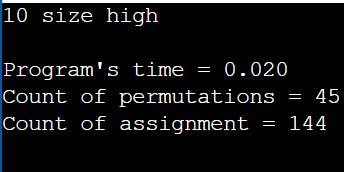 10 size high
Program's time = 0.020
Count of permutations = 45
Count of assignment = 144